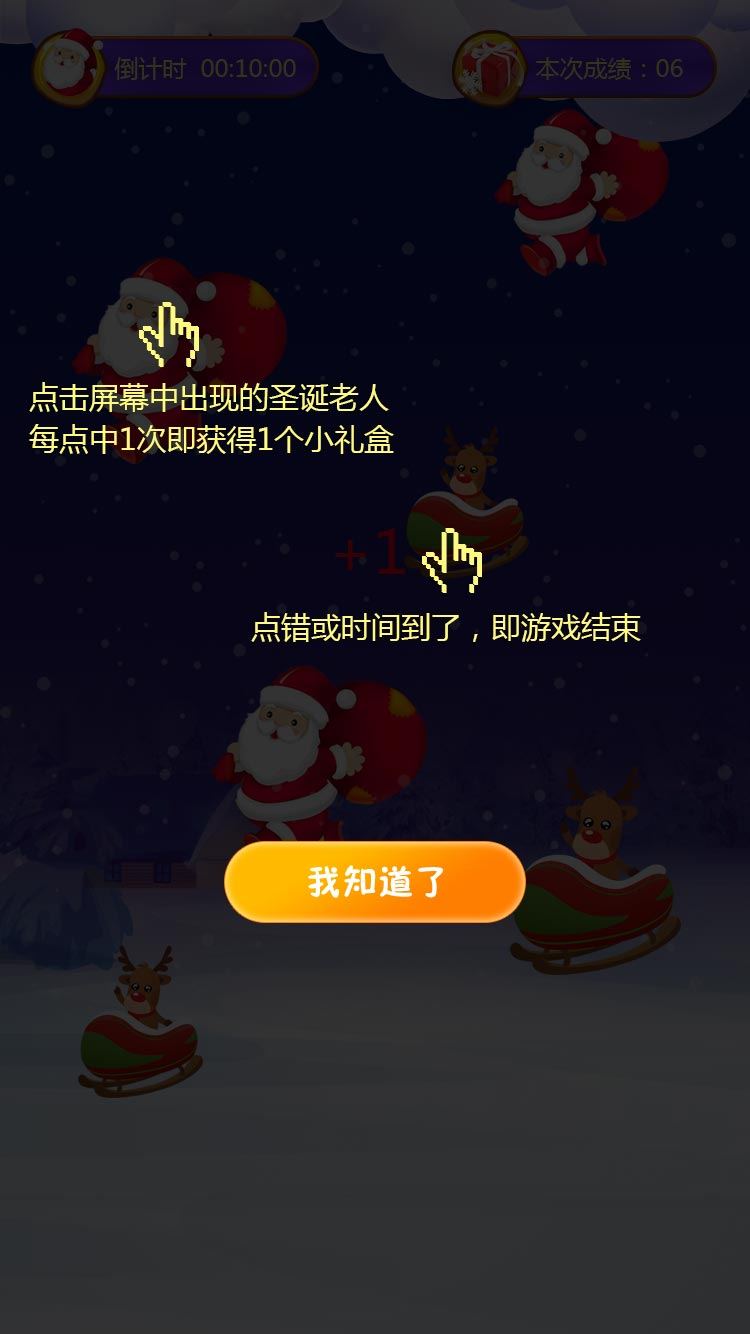 倒计时 00:10:00
本次成绩：06
点击屏幕中出现的圣诞老人
每点中1次即获得1个小礼盒
+1
点错或时间到了，即游戏结束
我知道了